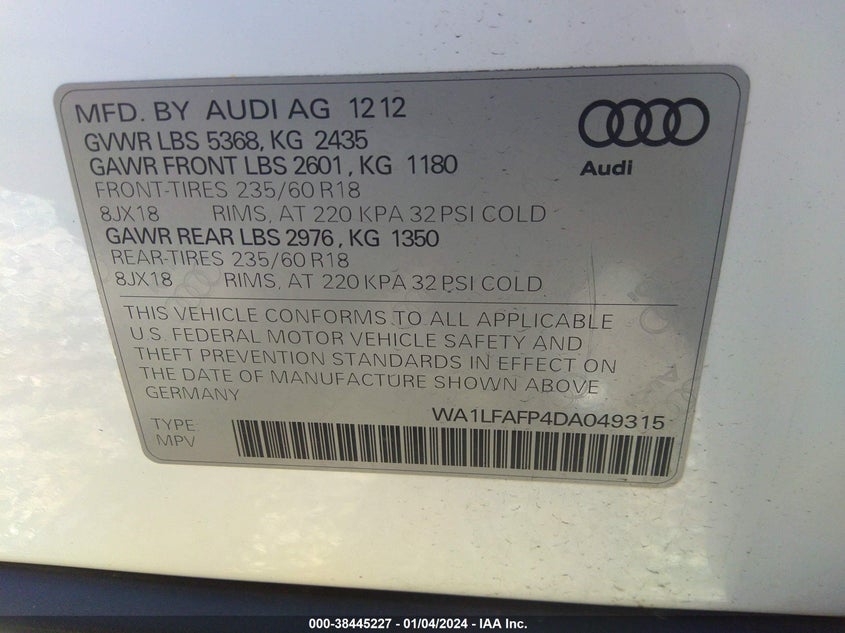 MFD. BY AUDI AG 12 12
GVWR LBS 5368, KG 2435
GAWR FRONT LBS 2601, KG 1180
FRONT-TIRES 235/60 R18
8JX18 RIMS, AT 220 KPA 32 PSI COLD
GAWR REAR LBS 2976, KG 1350
REAR-TIRES 235/60 R18
8JX18 RIMS, AT 220 KPA 32 PSI COLD
Audi
THIS VEHICLE CONFORMS TO ALL APPLICABLE
U.S. FEDERAL MOTOR VEHICLE SAFETY AND
THEFT PREVENTION STANDARDS IN EFFECT ON
THE DATE OF MANUFACTURE SHOWN ABOVE
GERMANY
WA1LFAFP4DA049315
TYPE:
MPV
000-38445227 - 01/04/2024 - IAA Inc.